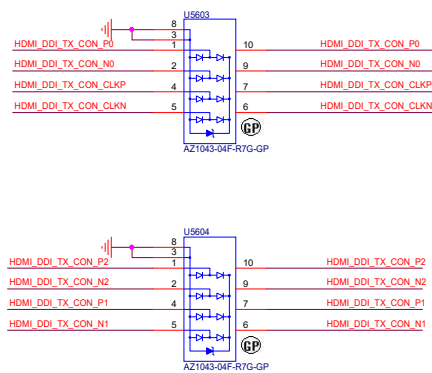 U5603
8
3
HDMI_DDI_TX_CON_P0 1 10 HDMI_DDI_TX_CON_P0
HDMI_DDI_TX_CON_N0 2 9 HDMI_DDI_TX_CON_N0
HDMI_DDI_TX_CON_CLKP 4 7 HDMI_DDI_TX_CON_CLKP
HDMI_DDI_TX_CON_CLKN 5 6 HDMI_DDI_TX_CON_CLKN
GP
AZ1043-04F-R7G-GP
U5604
8
3
HDMI_DDI_TX_CON_P2 1 10 HDMI_DDI_TX_CON_P2
HDMI_DDI_TX_CON_N2 2 9 HDMI_DDI_TX_CON_N2
HDMI_DDI_TX_CON_P1 4 7 HDMI_DDI_TX_CON_P1
HDMI_DDI_TX_CON_N1 5 6 HDMI_DDI_TX_CON_N1
GP
AZ1043-04F-R7G-GP